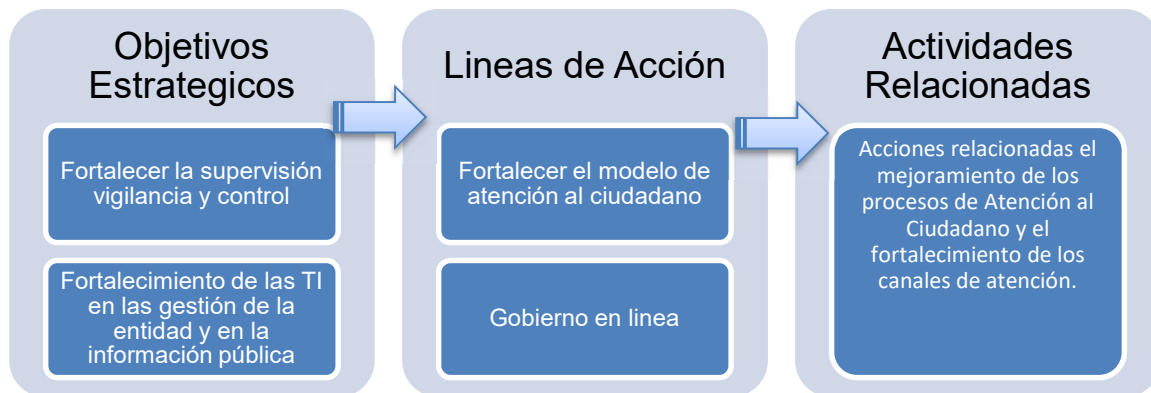 Objetivos
Estrategicos
Fortalecer la supervisión
vigilancia y control
Fortalecimiento de las TI
en las gestión de la
entidad y en la
información pública
Lineas de Acción
Fortalecer el modelo de
atención al ciudadano
Gobierno en linea
Actividades
Relacionadas
Acciones relacionadas el
mejoramiento de los
procesos de Atención al
Ciudadano y el
fortalecimiento de los
canales de atención.